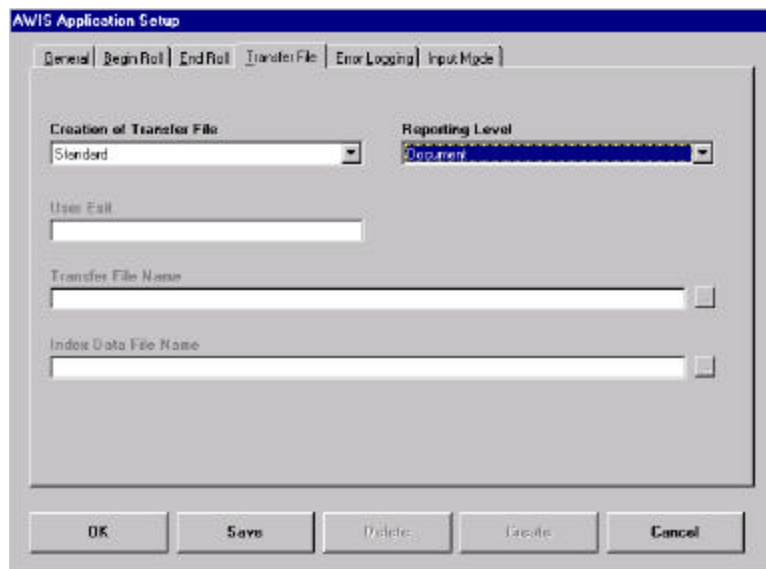 AWIS Application Setup
General Begin Roll End Roll Transfer File Error Logging Input Mode
Creation of Transfer File Reporting Level
Standard Document
User Exit
Transfer File Name
...
Index Data File Name
...
OK Save Delete Create Cancel